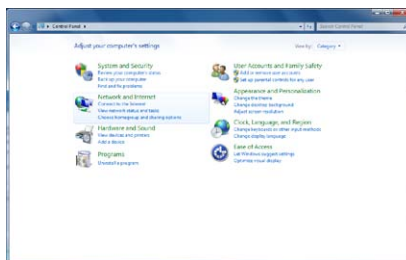 Control Panel
Search Control Panel
Adjust your computer's settings
View by: Category
System and Security
Review your computer's status
Back up your computer
Find and fix problems
Network and Internet
Connect to the Internet
View network status and tasks
Choose homegroup and sharing options
Hardware and Sound
View devices and printers
Add a device
Programs
Uninstall a program
User Accounts and Family Safety
Add or remove user accounts
Set up parental controls for any user
Appearance and Personalization
Change the theme
Change desktop background
Adjust screen resolution
Clock, Language, and Region
Change keyboards or other input methods
Change display language
Ease of Access
Let Windows suggest settings
Optimize visual display